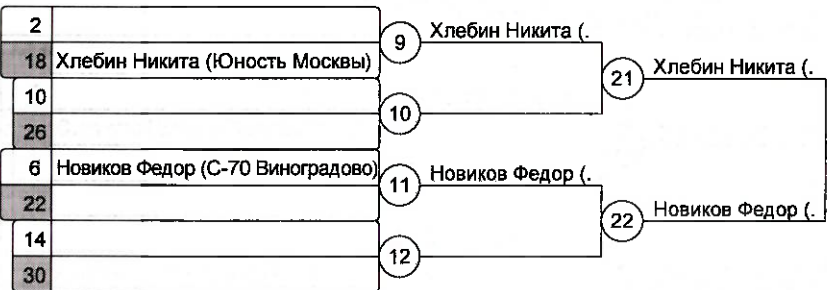 2
9 Хлебин Никита (.
18 Хлебин Никита (Юность Москвы)
21 Хлебин Никита (.
10
10
26
6 Новиков Федор (С-70 Виноградово)
11 Новиков Федор (.
22
22 Новиков Федор (.
14
12
30